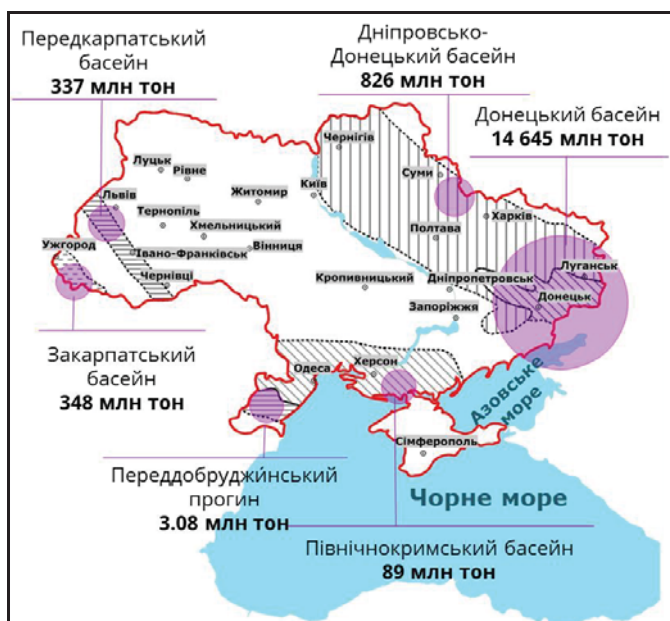 Передкарпатський
басейн
337 млн тон
Дніпровсько-
Донецький басейн
826 млн тон
Донецький басейн
14 645 млн тон
Чернігів
Луцьк
Рівне
Київ
Суми
Житомир
Львів
Харків
Тернопіль
Полтава
Хмельницький
Ужгород
Івано-Франківськ
Вінниця
Луганськ
Чернівці
Кропивницький
Дніпропетровськ
Донецьк
Запоріжжя
Закарпатський
басейн
348 млн тон
Одеса
Херсон
Азовське
море
Сімферополь
Переддобруджи́нський
прогин
3.08 млн тон
Чорне море
Північнокримський басейн
89 млн тон